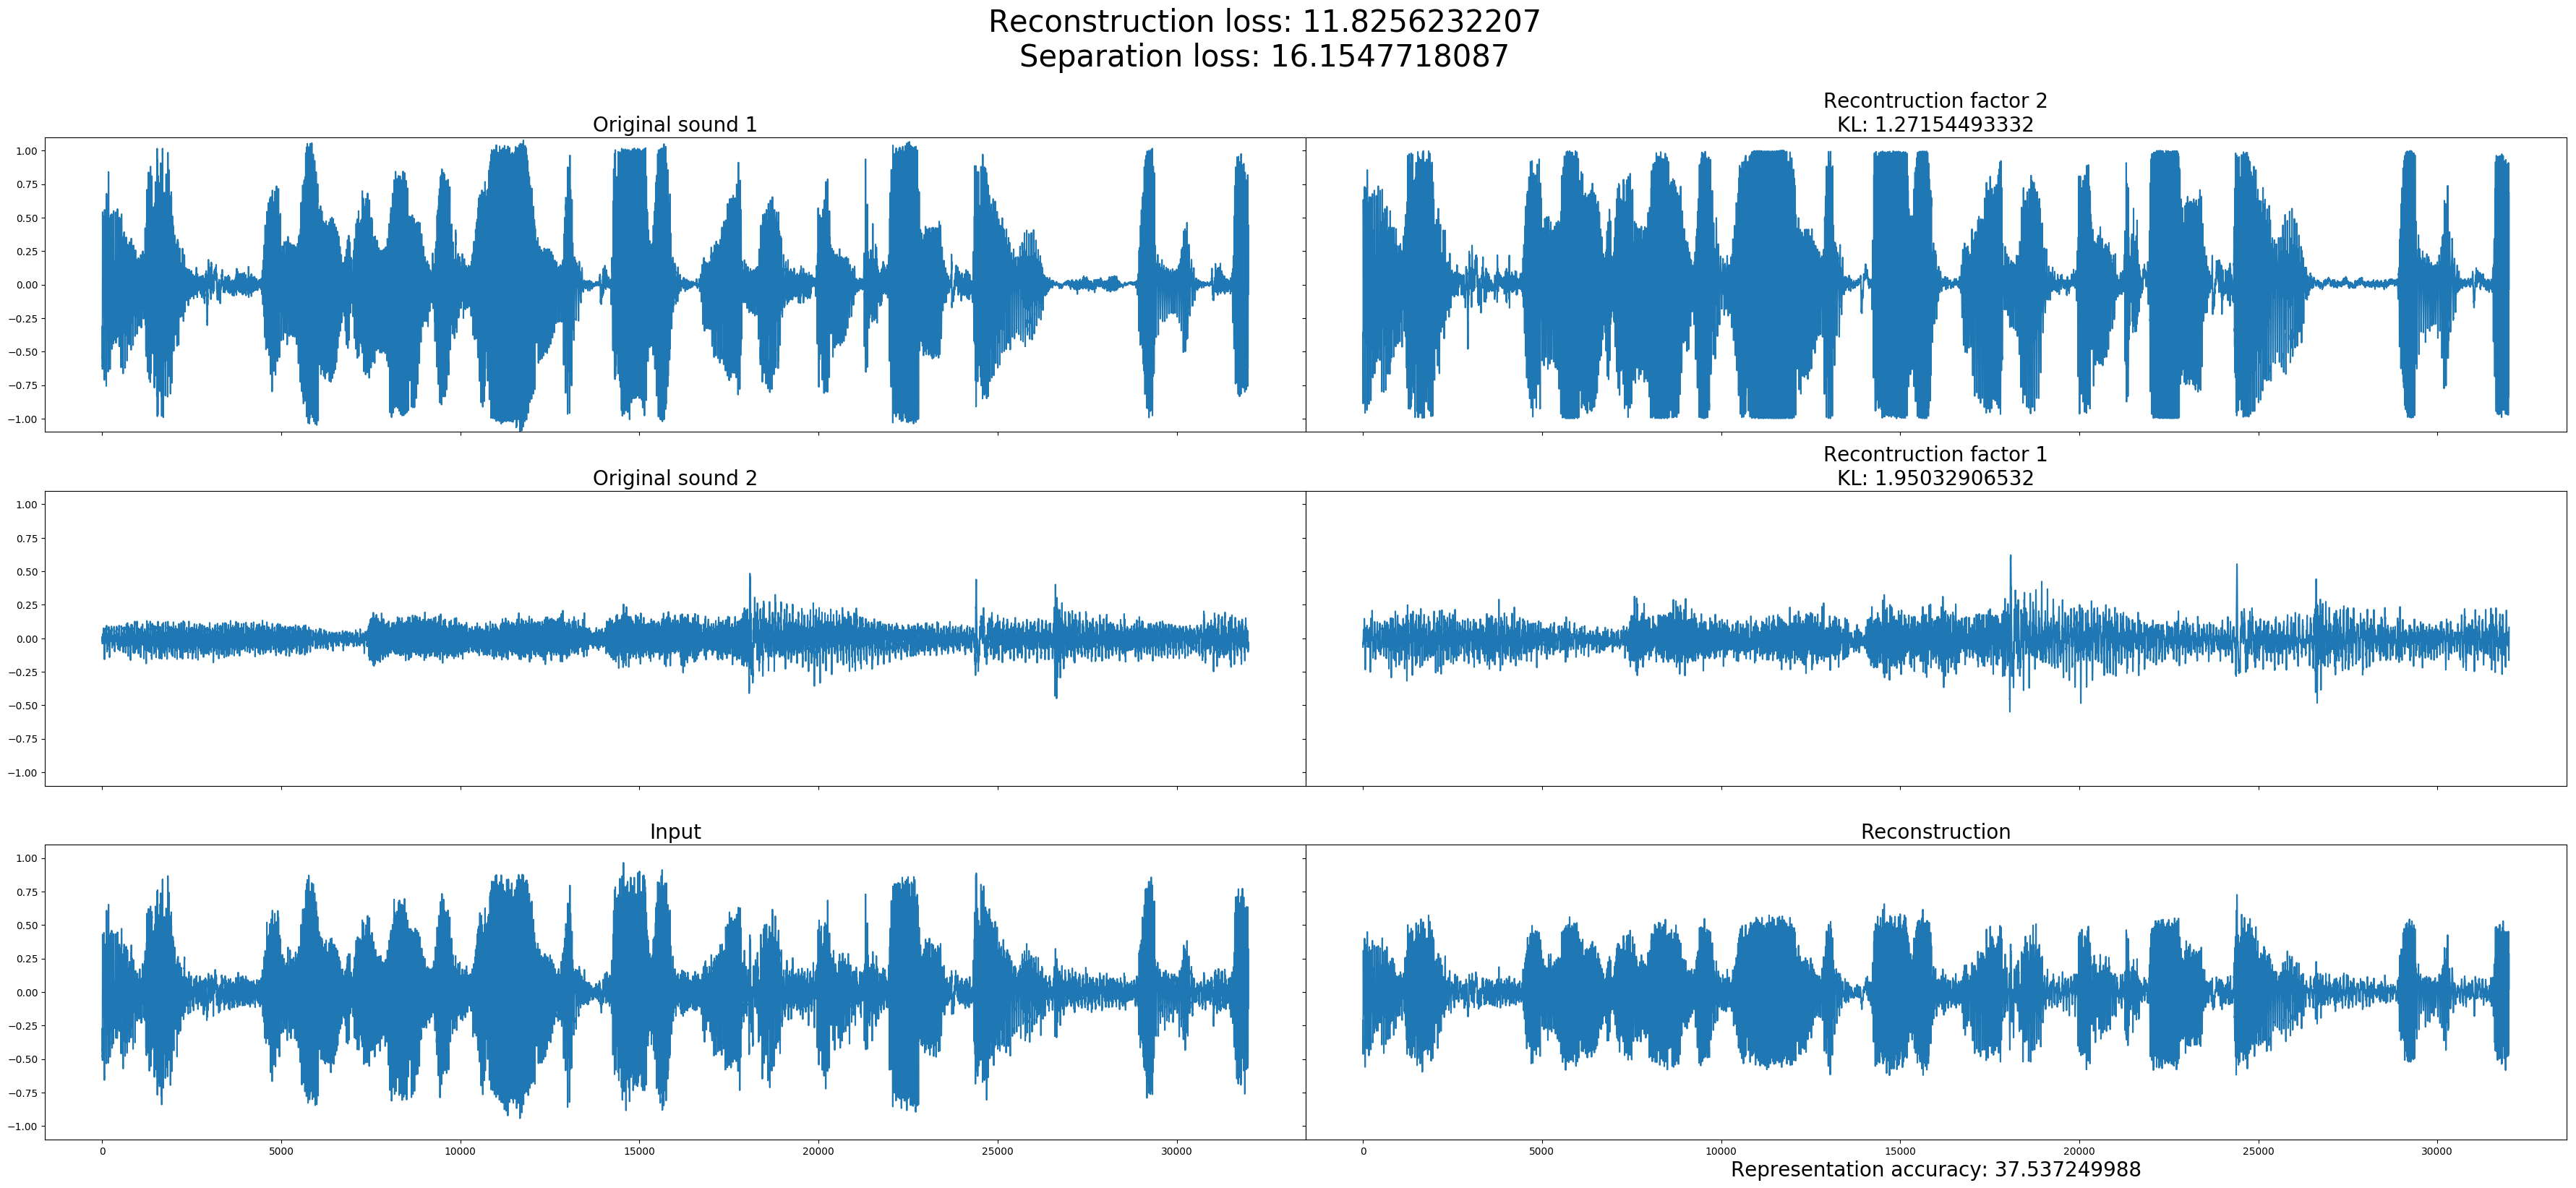 Reconstruction loss: 11.8256232207
Separation loss: 16.1547718087
Original sound 1
Recontruction factor 2
KL: 1.27154493332
1.00
0.75
0.50
0.25
0.00
−0.25
−0.50
−0.75
−1.00
Original sound 2
Recontruction factor 1
KL: 1.95032906532
1.00
0.75
0.50
0.25
0.00
−0.25
−0.50
−0.75
−1.00
Input
Reconstruction
1.00
0.75
0.50
0.25
0.00
−0.25
−0.50
−0.75
−1.00
0 5000 10000 15000 20000 25000 30000
0 5000 10000 15000 20000 25000 30000
Representation accuracy: 37.537249988